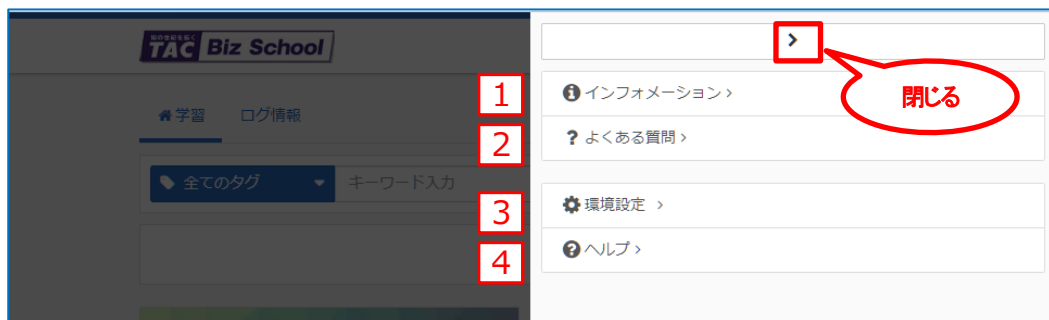 知の世紀を拓く
TAC Biz School
学習
ログ情報
全てのタグ
キーワード入力
閉じる
1
インフォメーション
2
よくある質問
3
環境設定
4
ヘルプ